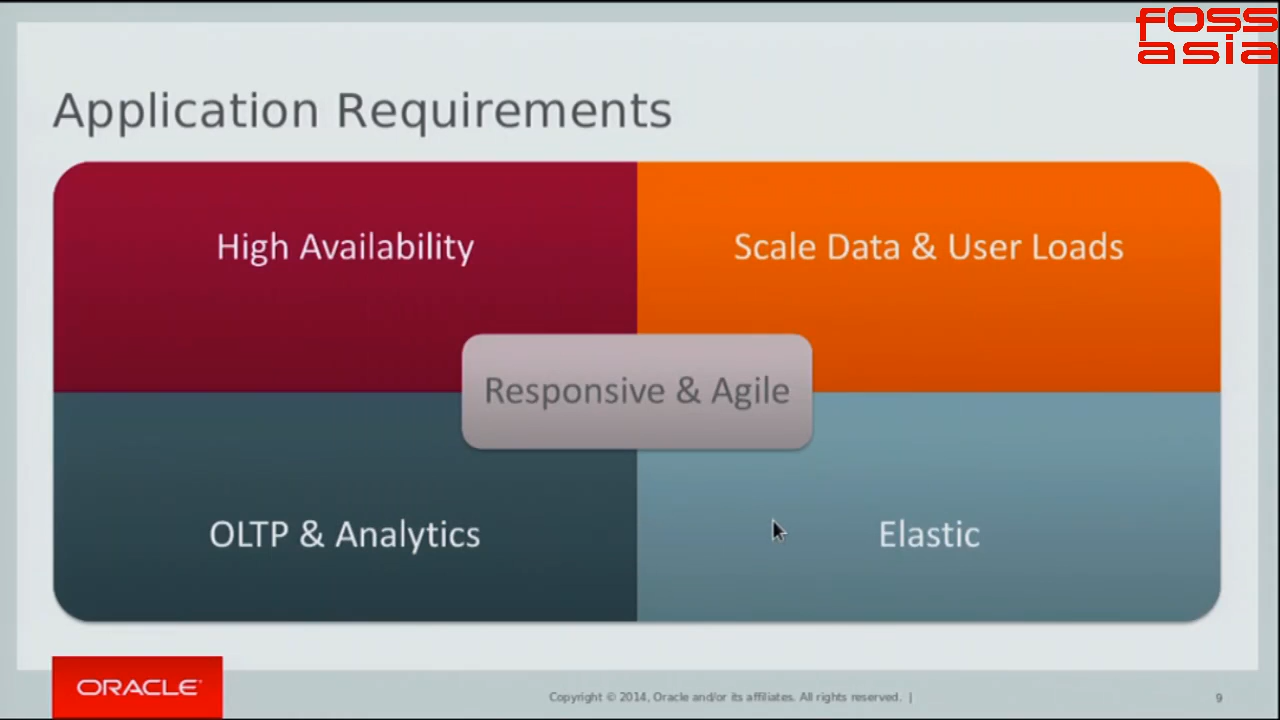 FOSS
asia
Application Requirements
High Availability
Scale Data & User Loads
Responsive & Agile
OLTP & Analytics
Elastic
ORACLE
Copyright © 2014, Oracle and/or its affiliates. All rights reserved. |
9